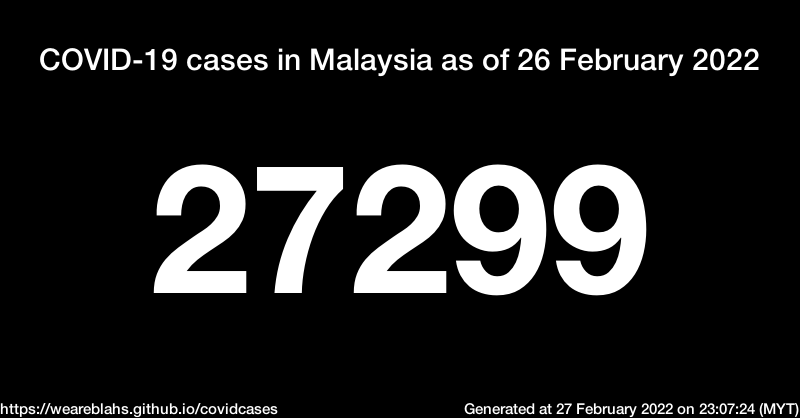 COVID-19 cases in Malaysia as of 26 February 2022
27299
https://weareblahs.github.io/covidcases
Generated at 27 February 2022 on 23:07:24 (MYT)